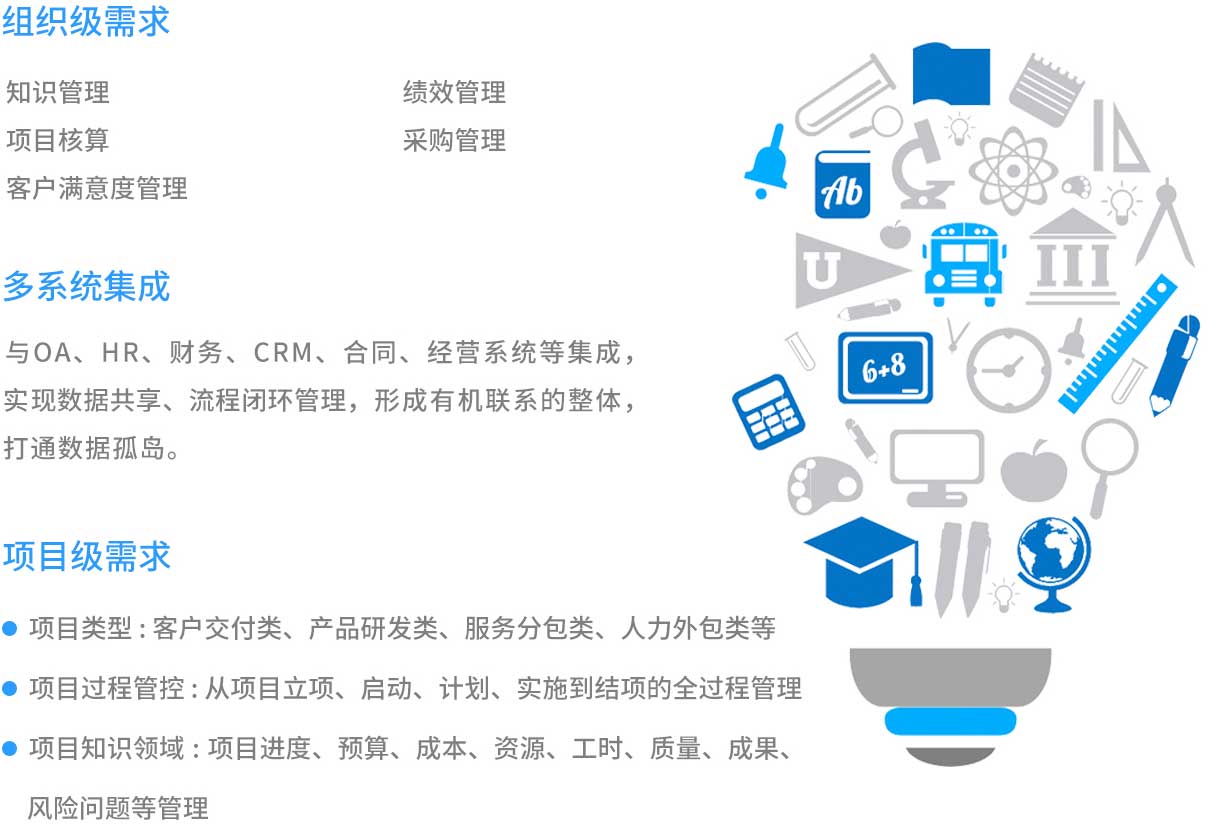 组织级需求
知识管理 绩效管理
项目核算 采购管理
客户满意度管理
多系统集成
与OA、HR、财务、CRM、合同、经营系统等集成，
实现数据共享、流程闭环管理，形成有机联系的整体，
打通数据孤岛。
项目级需求
项目类型 : 客户交付类、产品研发类、服务分包类、人力外包类等
项目过程管控 : 从项目立项、启动、计划、实施到结项的全过程管理
项目知识领域 : 项目进度、预算、成本、资源、工时、质量、成果、
风险问题等管理
Ab
U
6+8